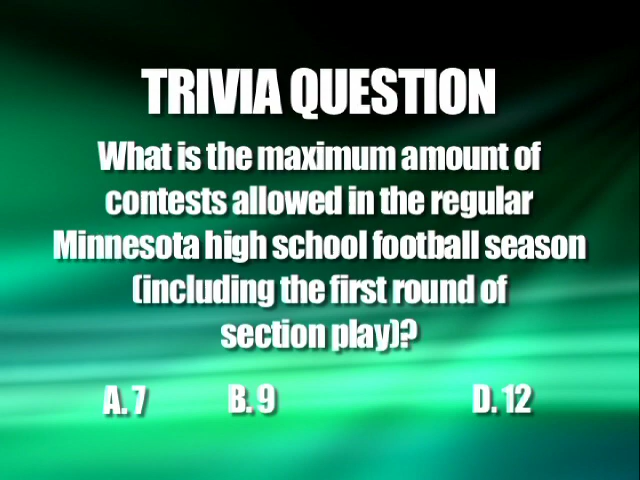 TRIVIA QUESTION
What is the maximum amount of
contests allowed in the regular
Minnesota high school football season
(including the first round of
section play)?
A. 7 B. 9 D. 12